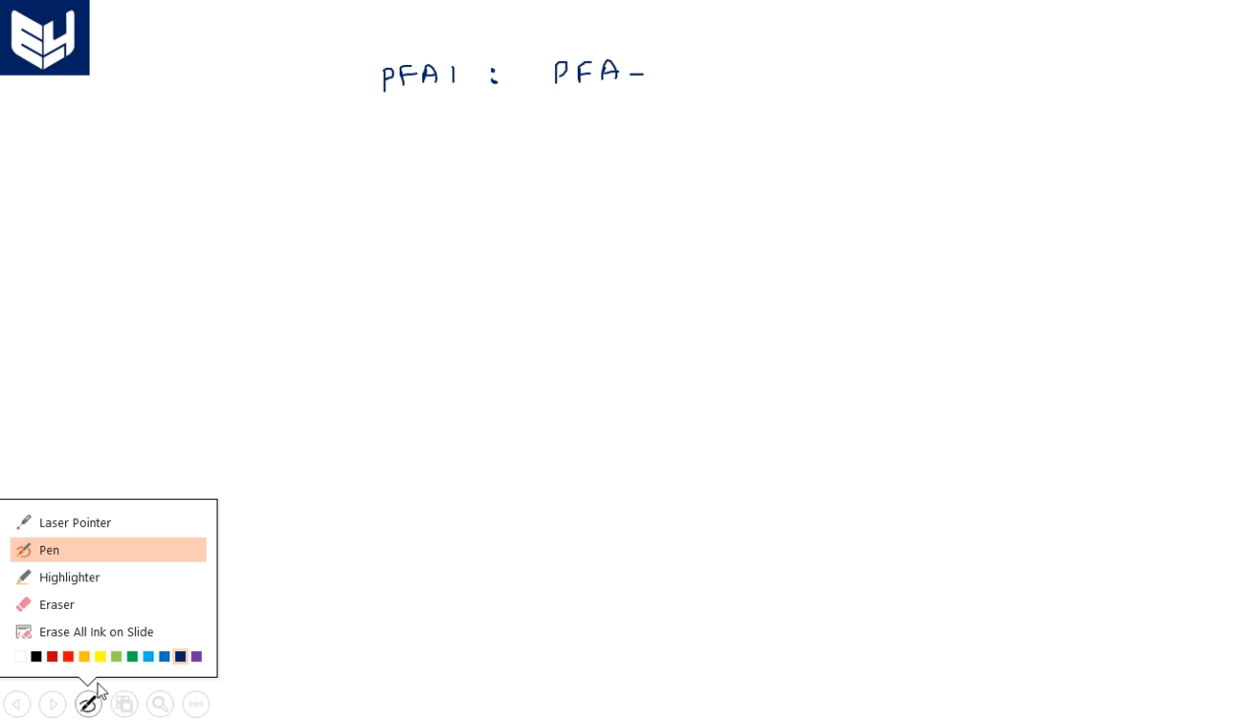 PFA1 : PFA-
Laser Pointer
Pen
Highlighter
Eraser
Erase All Ink on Slide